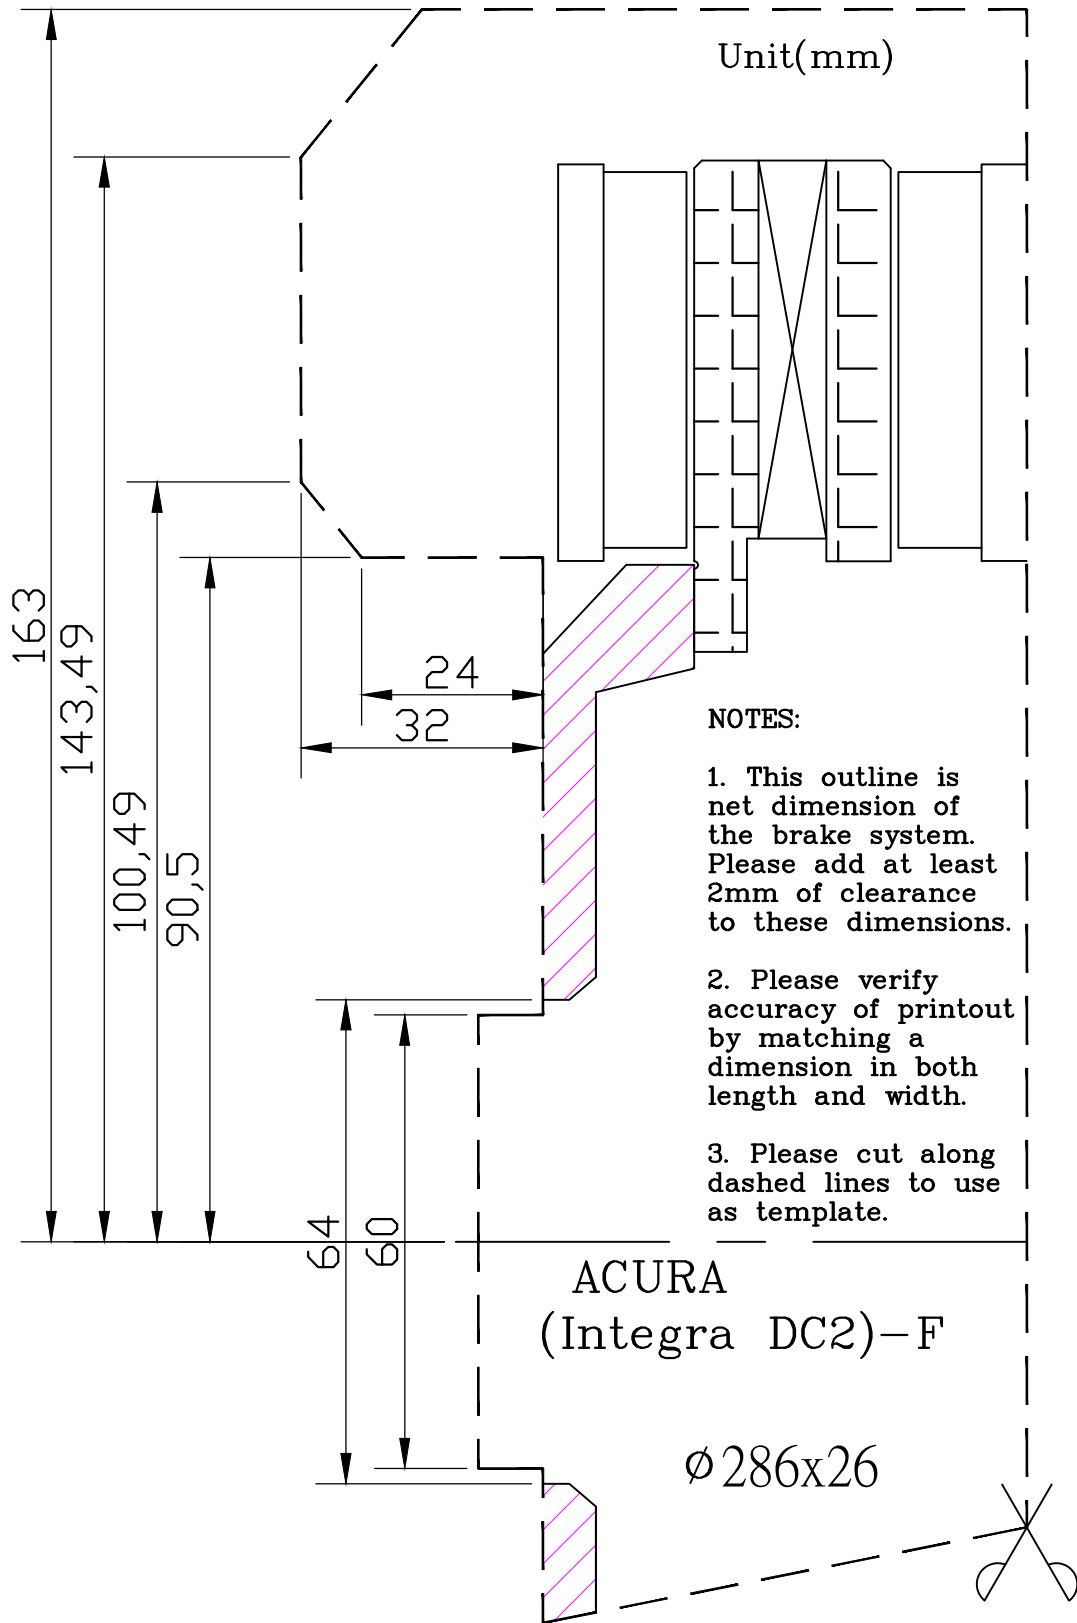 Unit(mm)
163
143,49
100,49
90,5
24
32
64
60
NOTES:
1. This outline is
net dimension of
the brake system.
Please add at least
2mm of clearance
to these dimensions.
2. Please verify
accuracy of printout
by matching a
dimension in both
length and width.
3. Please cut along
dashed lines to use
as template.
ACURA
(Integra DC2)-F
Ø286x26